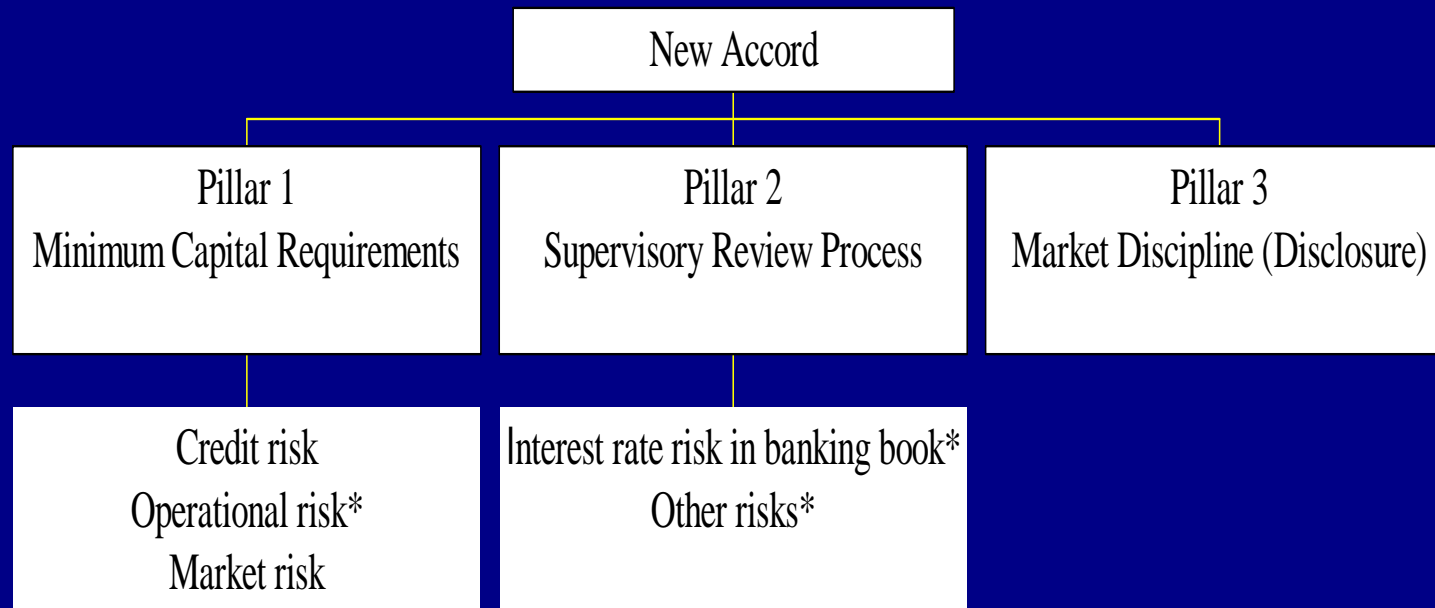 New Accord
Pillar 1
Minimum Capital Requirements
Pillar 2
Supervisory Review Process
Pillar 3
Market Discipline (Disclosure)
Credit risk
Operational risk*
Market risk
Interest rate risk in banking book*
Other risks*